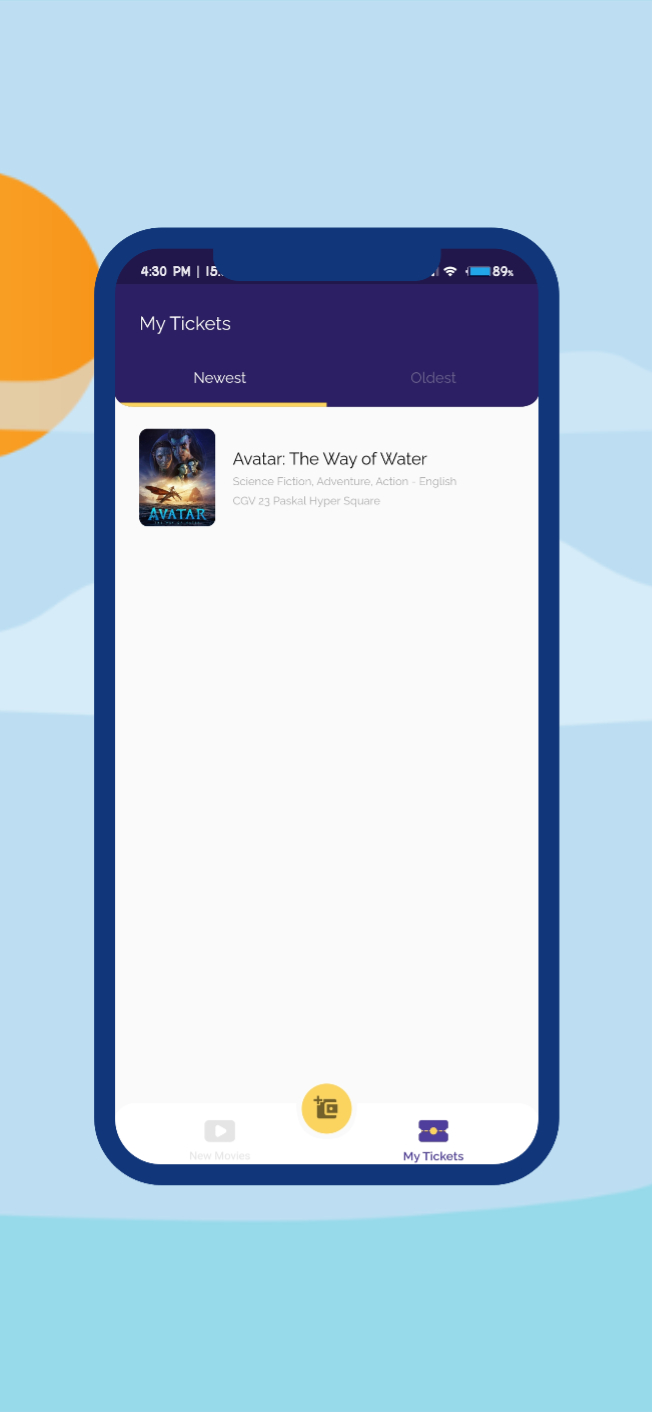 4:30 PM | 15..
89%
My Tickets
Newest
Oldest
AVATAR
Avatar: The Way of Water
Science Fiction, Adventure, Action - English
CGV 23 Paskal Hyper Square
New Movies
My Tickets